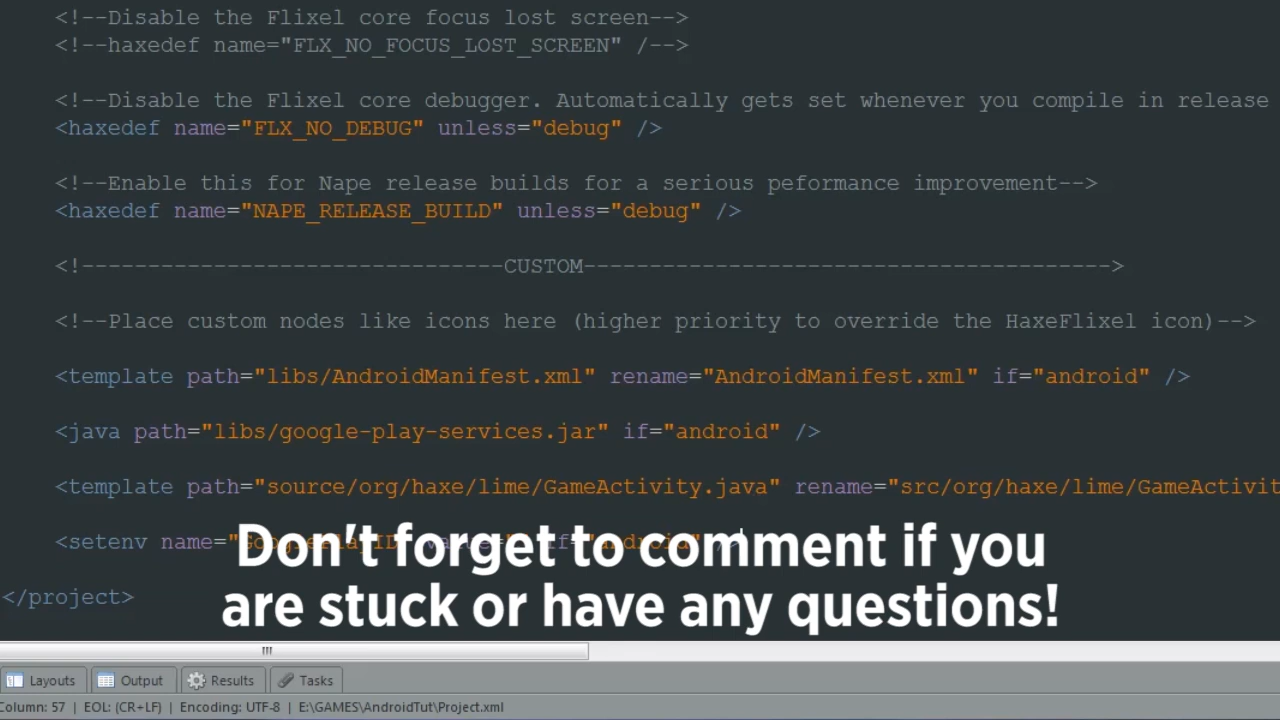 <!--Disable the Flixel core focus lost screen-->
<!--haxedef name="FLX_NO_FOCUS_LOST_SCREEN" /-->
<!--Disable the Flixel core debugger. Automatically gets set whenever you compile in release
<haxedef name="FLX_NO_DEBUG" unless="debug" />
<!--Enable this for Nape release builds for a serious peformance improvement-->
<haxedef name="NAPE_RELEASE_BUILD" unless="debug" />
<!--------------------------------CUSTOM---------------------------------------->
<!--Place custom nodes like icons here (higher priority to override the HaxeFlixel icon)-->
<template path="libs/AndroidManifest.xml" rename="AndroidManifest.xml" if="android" />
<java path="libs/google-play-services.jar" if="android" />
<template path="source/org/haxe/lime/GameActivity.java" rename="src/org/haxe/lime/GameActivit
<setenv name="
Don't forget to comment if you
are stuck or have any questions!
</project>
Layouts Output Results Tasks
Column: 57 | EOL: (CR+LF) | Encoding: UTF-8 | E:\GAMES\AndroidTut\Project.xml